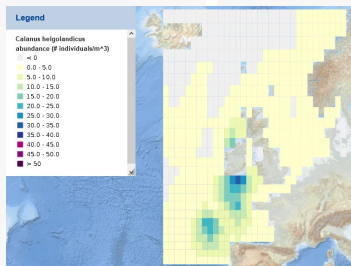 Legend
Calanus helgolandicus
abundance (# individuals/m^3)
< 0
0.0 - 5.0
5.0 - 10.0
10.0 - 15.0
15.0 - 20.0
20.0 - 25.0
25.0 - 30.0
30.0 - 35.0
35.0 - 40.0
40.0 - 45.0
45.0 - 50.0
> 50